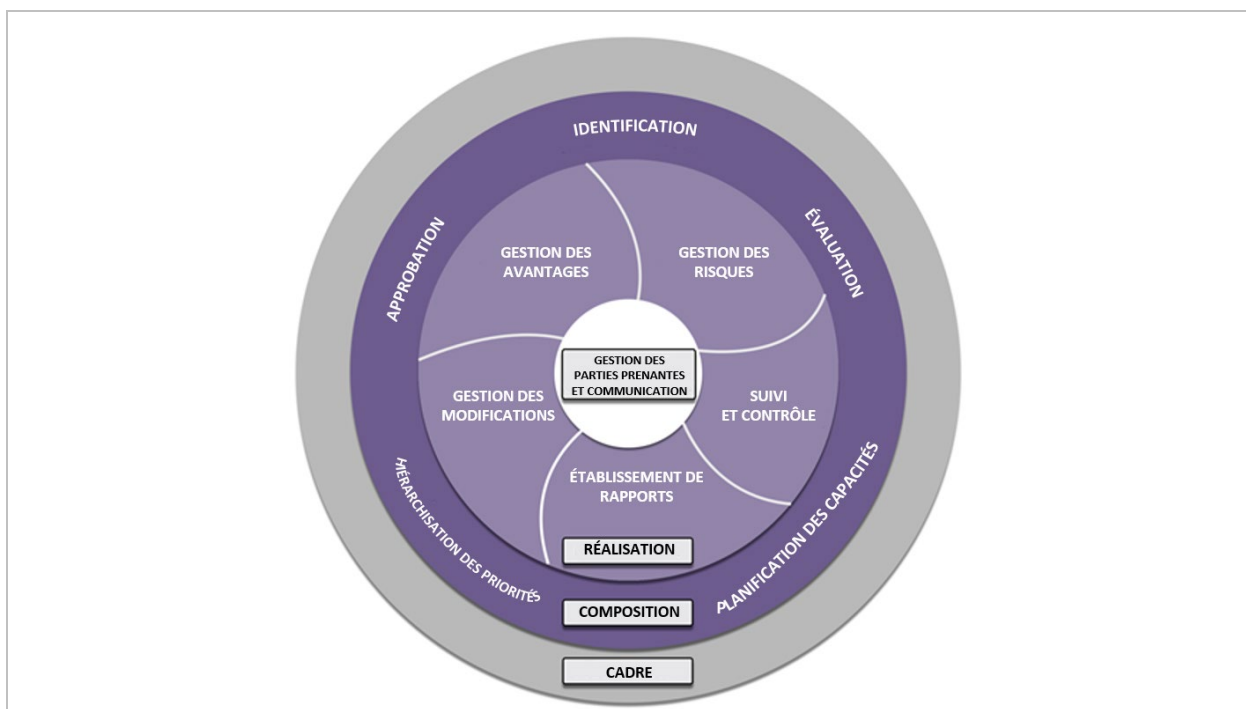 IDENTIFICATION
APPROBATION
ÉVALUATION
GESTION DES
AVANTAGES
GESTION DES
RISQUES
GESTION DES
PARTIES PRENANTES
ET COMMUNICATION
GESTION DES
MODIFICATIONS
SUIVI
ET CONTRÔLE
ÉTABLISSEMENT DE
RAPPORTS
HIÉRARCHISATION DES PRIORITÉS
PLANIFICATION DES CAPACITÉS
RÉALISATION
COMPOSITION
CADRE